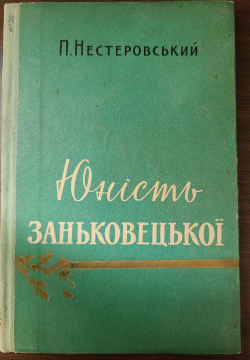 П. Нестеровський
Юність
ЗАНЬКОВЕЦЬКОЇ